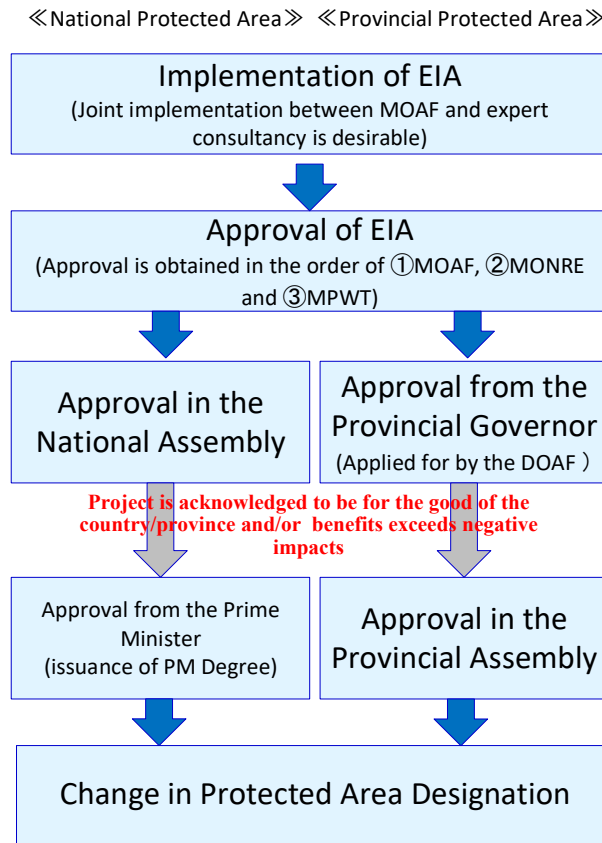 ≪National Protected Area≫ ≪Provincial Protected Area≫
Implementation of EIA
(Joint implementation between MOAF and expert
consultancy is desirable)
Approval of EIA
(Approval is obtained in the order of ①MOAF, ②MONRE
and ③MPWT)
Approval in the
National Assembly
Approval from the
Provincial Governor
(Applied for by the DOAF )
Project is acknowledged to be for the good of the
country/province and/or benefits exceeds negative
impacts
Approval from the Prime
Minister
(issuance of PM Degree)
Approval in the
Provincial Assembly
Change in Protected Area Designation